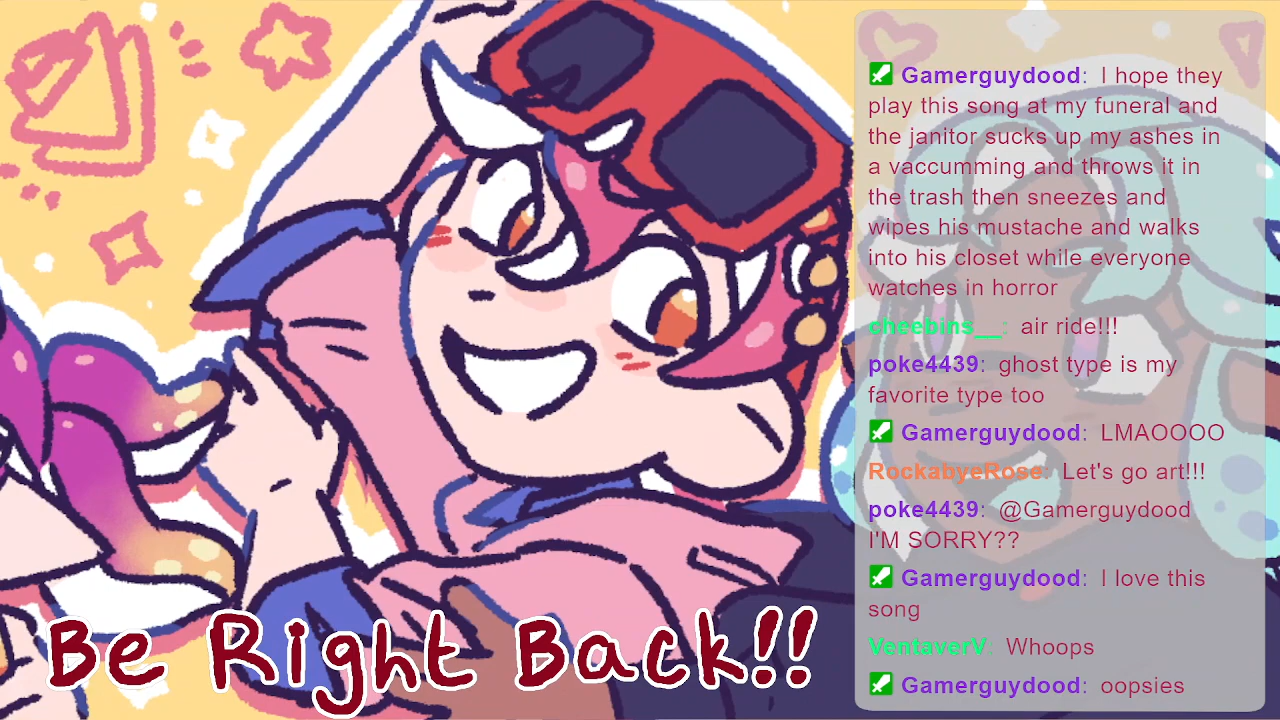 Gamerguydood: I hope they
play this song at my funeral and
the janitor sucks up my ashes in
a vaccumming and throws it in
the trash then sneezes and
wipes his mustache and walks
into his closet while everyone
watches in horror
cheebins__: air ride!!!
poke4439: ghost type is my
favorite type too
Gamerguydood: LMAOOOO
RockabyeRose: Let's go art!!!
poke4439: @Gamerguydood
I'M SORRY??
Gamerguydood: I love this
song
VentaverV: Whoops
Gamerguydood: oopsies
Be Right Back!!